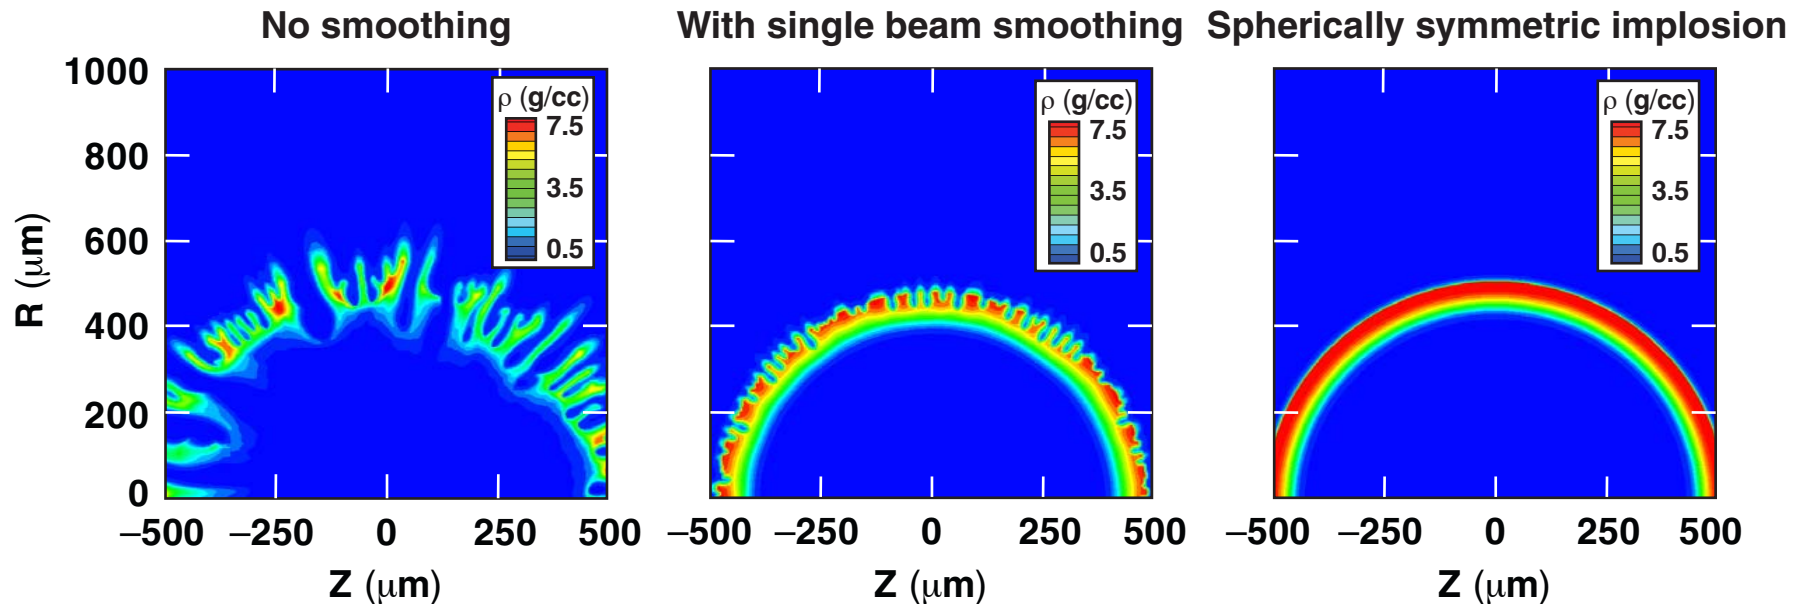 No smoothing
With single beam smoothing
Spherically symmetric implosion
1000
800
600
400
200
0
R (μm)
ρ (g/cc)
7.5
3.5
0.5
ρ (g/cc)
7.5
3.5
0.5
ρ (g/cc)
7.5
3.5
0.5
−500 −250 0 250 500
−500 −250 0 250 500
−500 −250 0 250 500
Z (μm)
Z (μm)
Z (μm)